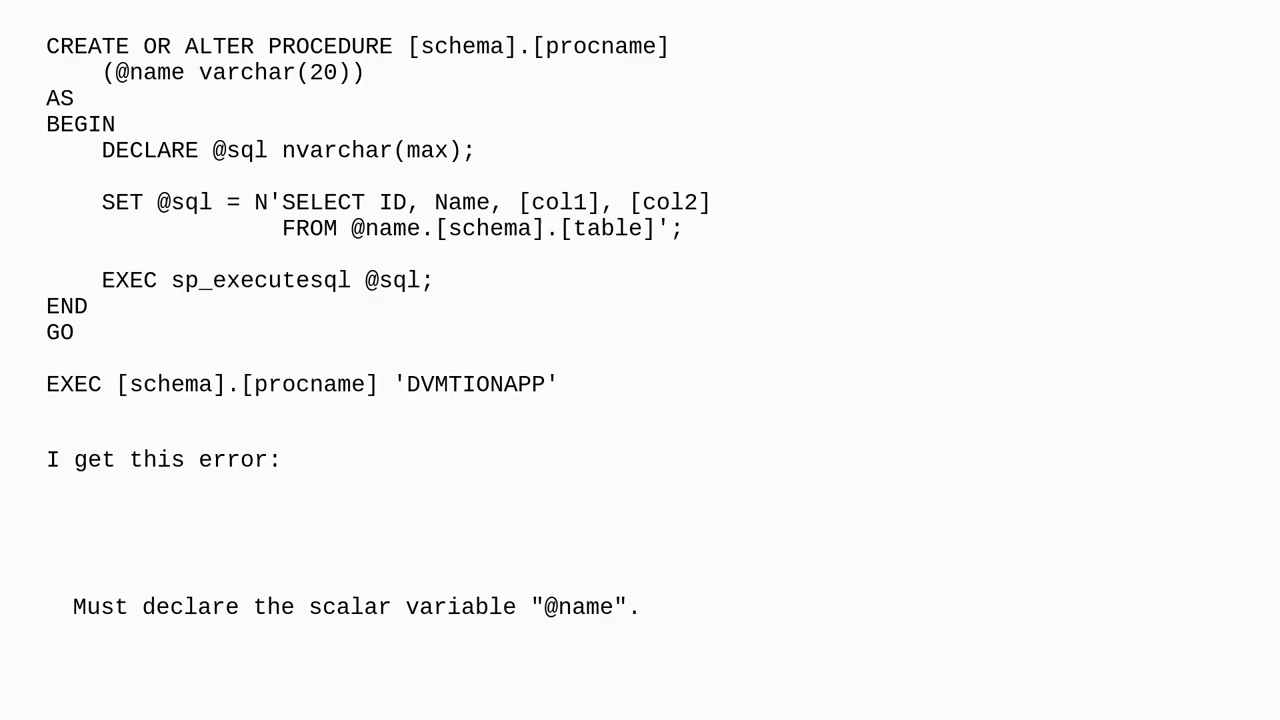 CREATE OR ALTER PROCEDURE [schema].[procname]
    (@name varchar(20))
AS
BEGIN
    DECLARE @sql nvarchar(max);
    SET @sql = N'SELECT ID, Name, [col1], [col2]
                 FROM @name.[schema].[table]';
    EXEC sp_executesql @sql;
END
GO
EXEC [schema].[procname] 'DVMTIONAPP'
I get this error:
Must declare the scalar variable "@name".